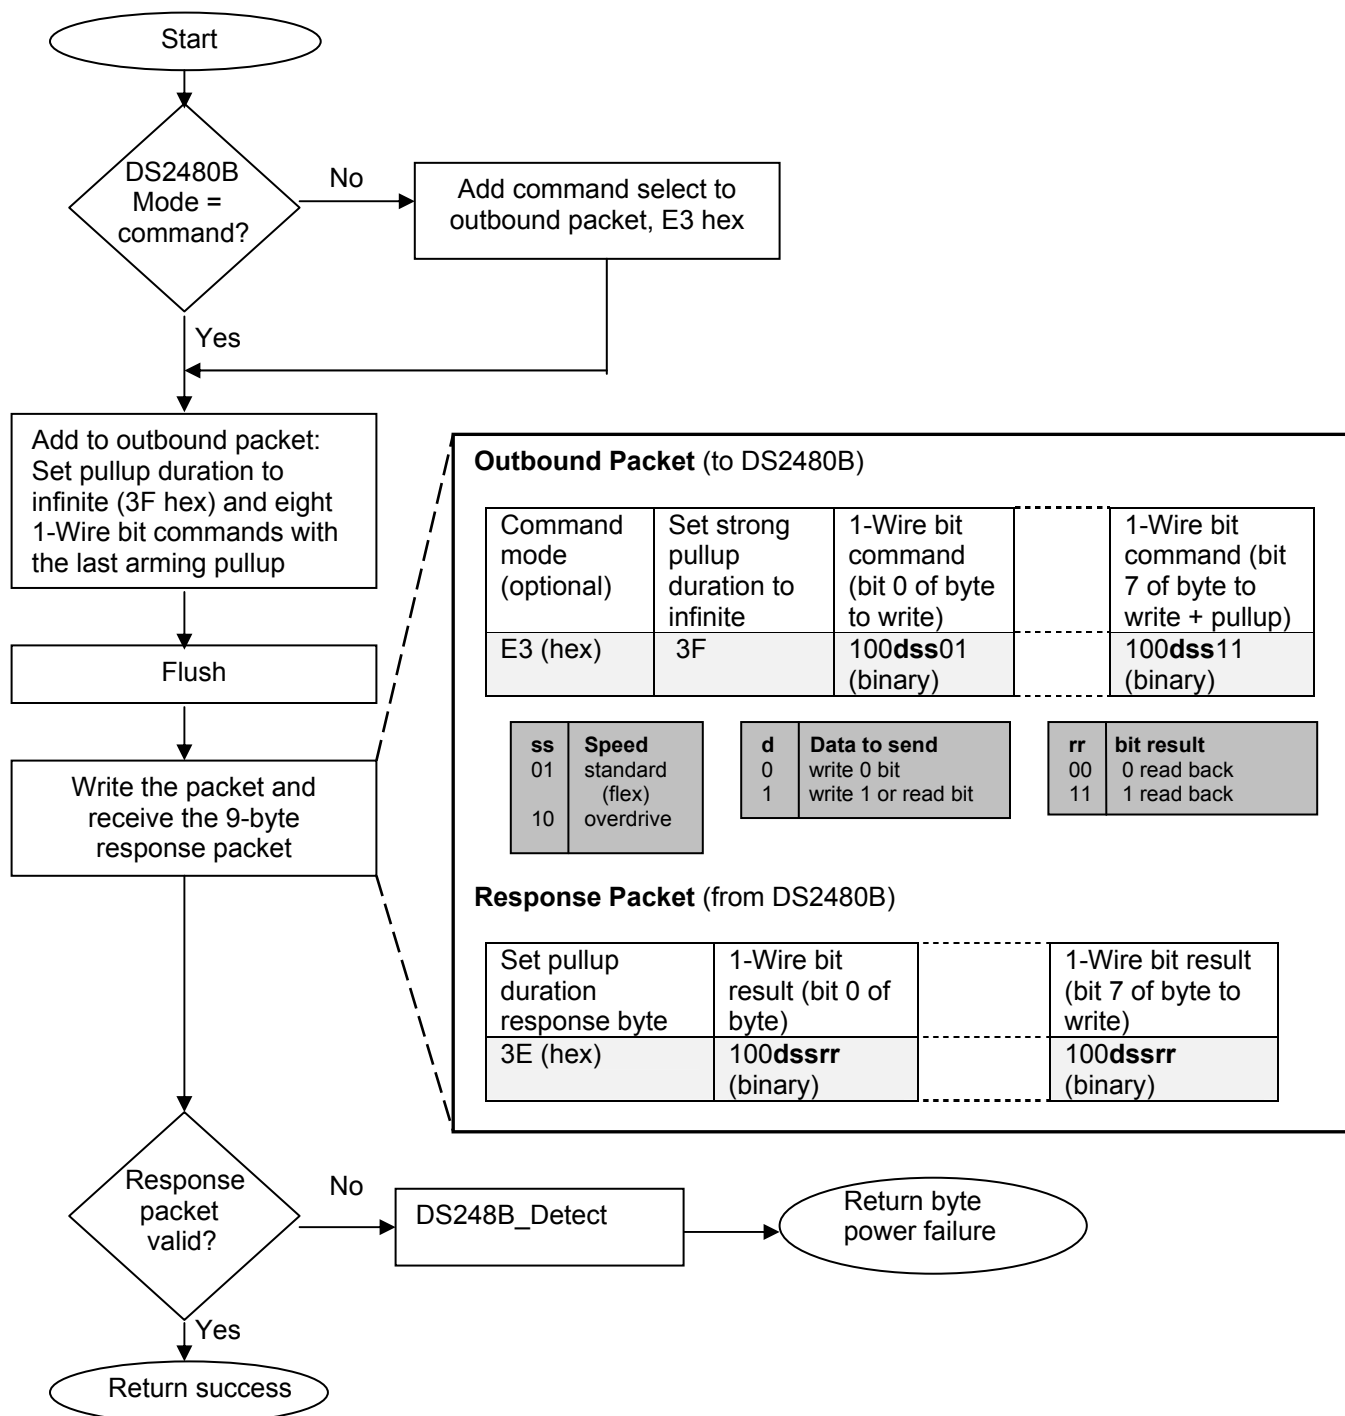 Start
DS2480B
Mode =
command?
No
Add command select to
outbound packet, E3 hex
Yes
Add to outbound packet:
Set pullup duration to
infinite (3F hex) and eight
1-Wire bit commands with
the last arming pullup
Flush
Write the packet and
receive the 9-byte
response packet
Outbound Packet (to DS2480B)
Command
mode
(optional)
Set strong
pullup
duration to
infinite
1-Wire bit
command
(bit 0 of byte
to write)
1-Wire bit
command (bit
7 of byte to
write + pullup)
E3 (hex)
3F
100dss01
(binary)
100dss11
(binary)
ss Speed
01 standard
(flex)
10 overdrive
d Data to send
0 write 0 bit
1 write 1 or read bit
rr bit result
00 0 read back
11 1 read back
Response Packet (from DS2480B)
Set pullup
duration
response byte
1-Wire bit
result (bit 0 of
byte)
1-Wire bit result
(bit 7 of byte to
write)
3E (hex)
100dssrr
(binary)
100dssrr
(binary)
Response
packet
valid?
No
DS248B_Detect
Return byte
power failure
Yes
Return success